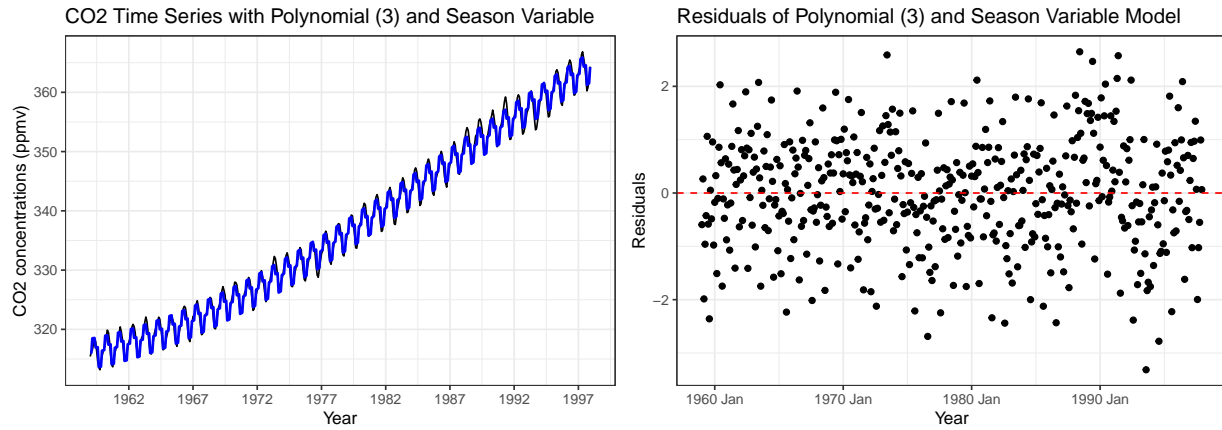 CO2 Time Series with Polynomial (3) and Season Variable
CO2 concentrations (ppmv)
360
350
340
330
320
1962 1967 1972 1977 1982 1987 1992 1997
Year
Residuals of Polynomial (3) and Season Variable Model
Residuals
2
0
−2
1960 Jan 1970 Jan 1980 Jan 1990 Jan
Year